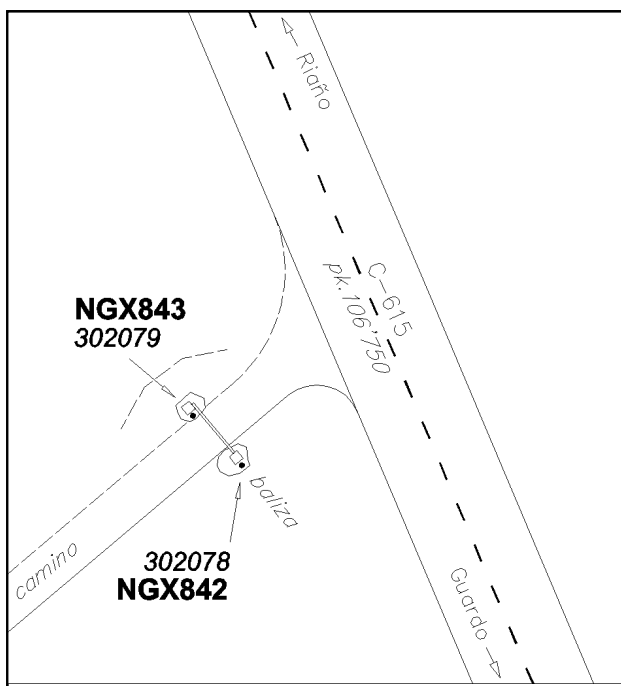 ← Riaño
C-615
pk.106'750
NGX843
302079
baliza
302078
NGX842
camino
Guardo →